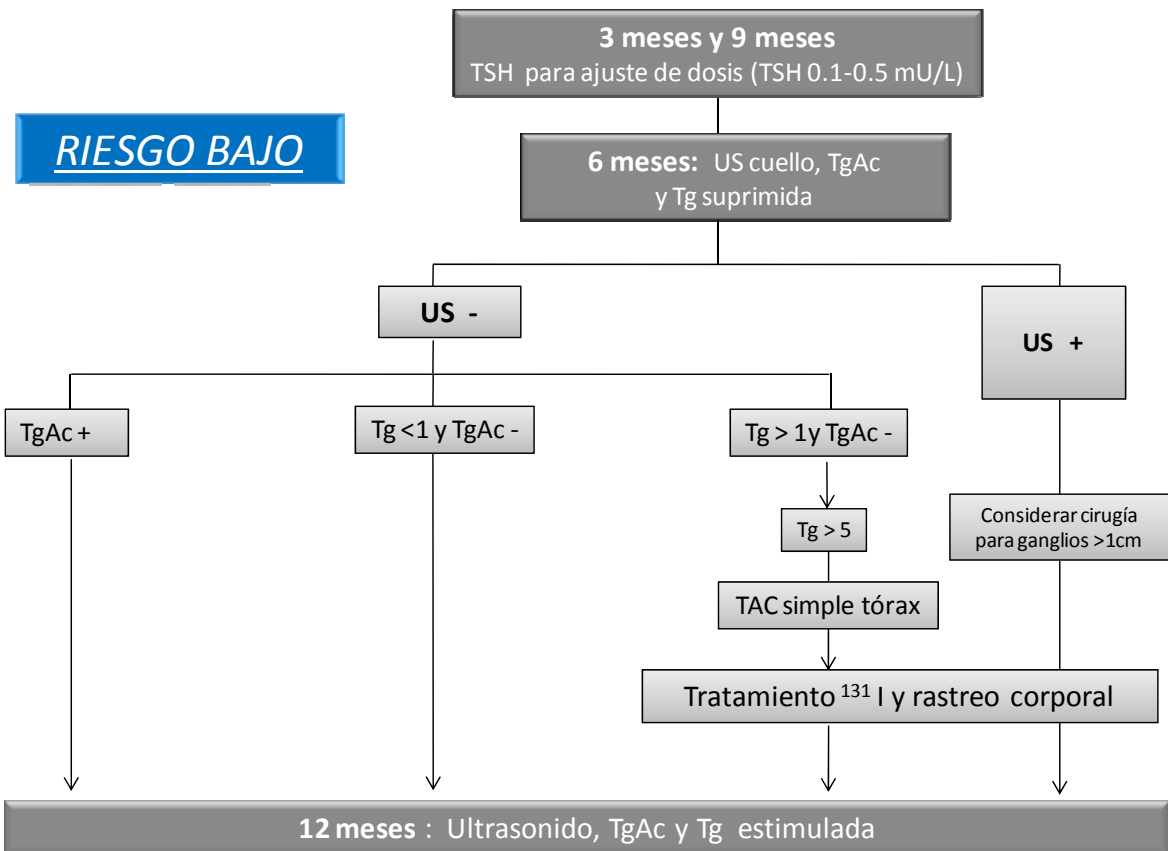 3 meses y 9 meses
TSH para ajuste de dosis (TSH 0.1-0.5 mU/L)
RIESGO BAJO
6 meses: US cuello, TgAc
y Tg suprimida
US -
US +
TgAc +
Tg <1 y TgAc -
Tg > 1y TgAc -
Tg > 5
Considerar cirugía
para ganglios >1cm
TAC simple tórax
Tratamiento ¹³¹ I y rastreo corporal
12 meses : Ultrasonido, TgAc y Tg estimulada